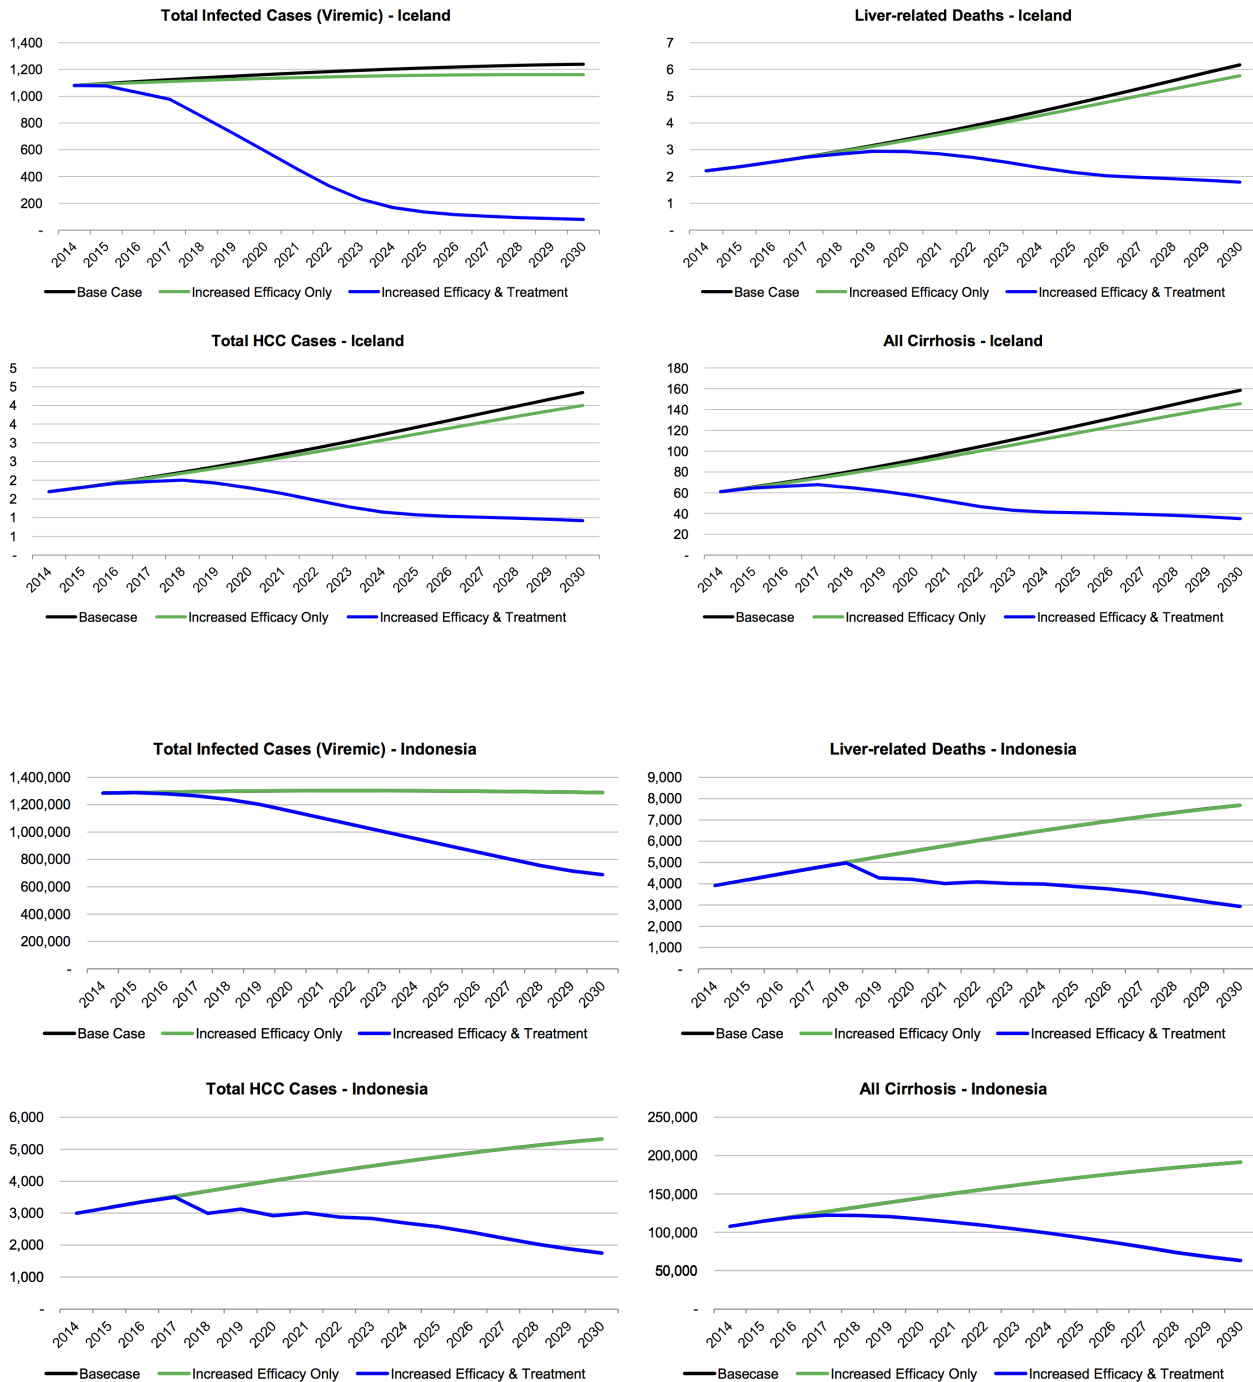 Total Infected Cases (Viremic) - Iceland
1,400
1,200
1,000
800
600
400
200
-
2014 2015 2016 2017 2018 2019 2020 2021 2022 2023 2024 2025 2026 2027 2028 2029 2030
Base Case Increased Efficacy Only Increased Efficacy & Treatment
Liver-related Deaths - Iceland
7
6
5
4
3
2
1
-
2014 2015 2016 2017 2018 2019 2020 2021 2022 2023 2024 2025 2026 2027 2028 2029 2030
Base Case Increased Efficacy Only Increased Efficacy & Treatment
Total HCC Cases - Iceland
5
5
4
4
3
3
2
2
1
1
-
2014 2015 2016 2017 2018 2019 2020 2021 2022 2023 2024 2025 2026 2027 2028 2029 2030
Basecase Increased Efficacy Only Increased Efficacy & Treatment
All Cirrhosis - Iceland
180
160
140
120
100
80
60
40
20
-
2014 2015 2016 2017 2018 2019 2020 2021 2022 2023 2024 2025 2026 2027 2028 2029 2030
Basecase Increased Efficacy Only Increased Efficacy & Treatment
Total Infected Cases (Viremic) - Indonesia
1,400,000
1,200,000
1,000,000
800,000
600,000
400,000
200,000
-
2014 2015 2016 2017 2018 2019 2020 2021 2022 2023 2024 2025 2026 2027 2028 2029 2030
Base Case Increased Efficacy Only Increased Efficacy & Treatment
Liver-related Deaths - Indonesia
9,000
8,000
7,000
6,000
5,000
4,000
3,000
2,000
1,000
-
2014 2015 2016 2017 2018 2019 2020 2021 2022 2023 2024 2025 2026 2027 2028 2029 2030
Base Case Increased Efficacy Only Increased Efficacy & Treatment
Total HCC Cases - Indonesia
6,000
5,000
4,000
3,000
2,000
1,000
-
2014 2015 2016 2017 2018 2019 2020 2021 2022 2023 2024 2025 2026 2027 2028 2029 2030
Basecase Increased Efficacy Only Increased Efficacy & Treatment
All Cirrhosis - Indonesia
250,000
200,000
150,000
100,000
50,000
-
2014 2015 2016 2017 2018 2019 2020 2021 2022 2023 2024 2025 2026 2027 2028 2029 2030
Basecase Increased Efficacy Only Increased Efficacy & Treatment